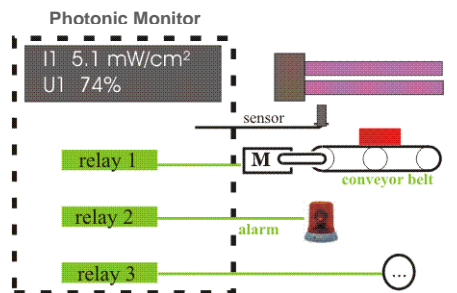 Photonic Monitor
I1 5.1 mW/cm²
U1 74%
sensor
relay 1
M
conveyor belt
relay 2
alarm
relay 3
...